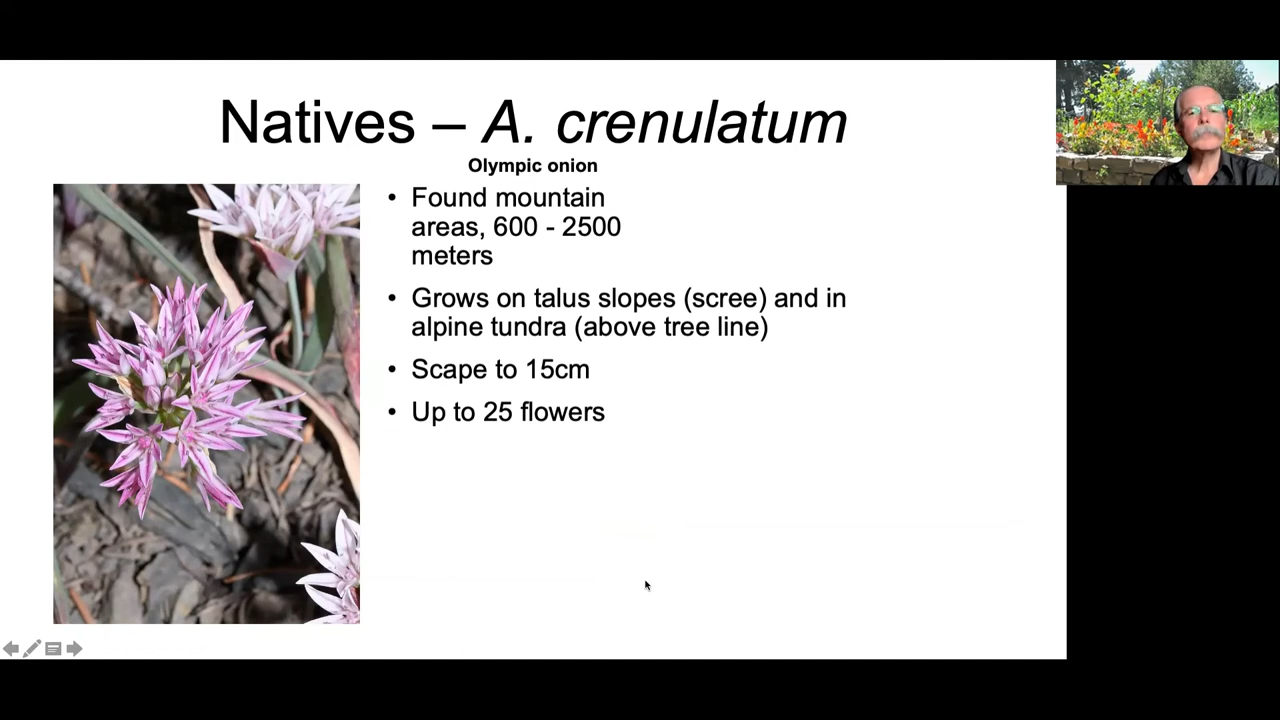 Natives – A. crenulatum
Olympic onion
• Found mountain
areas, 600 - 2500
meters
• Grows on talus slopes (scree) and in
alpine tundra (above tree line)
• Scape to 15cm
• Up to 25 flowers